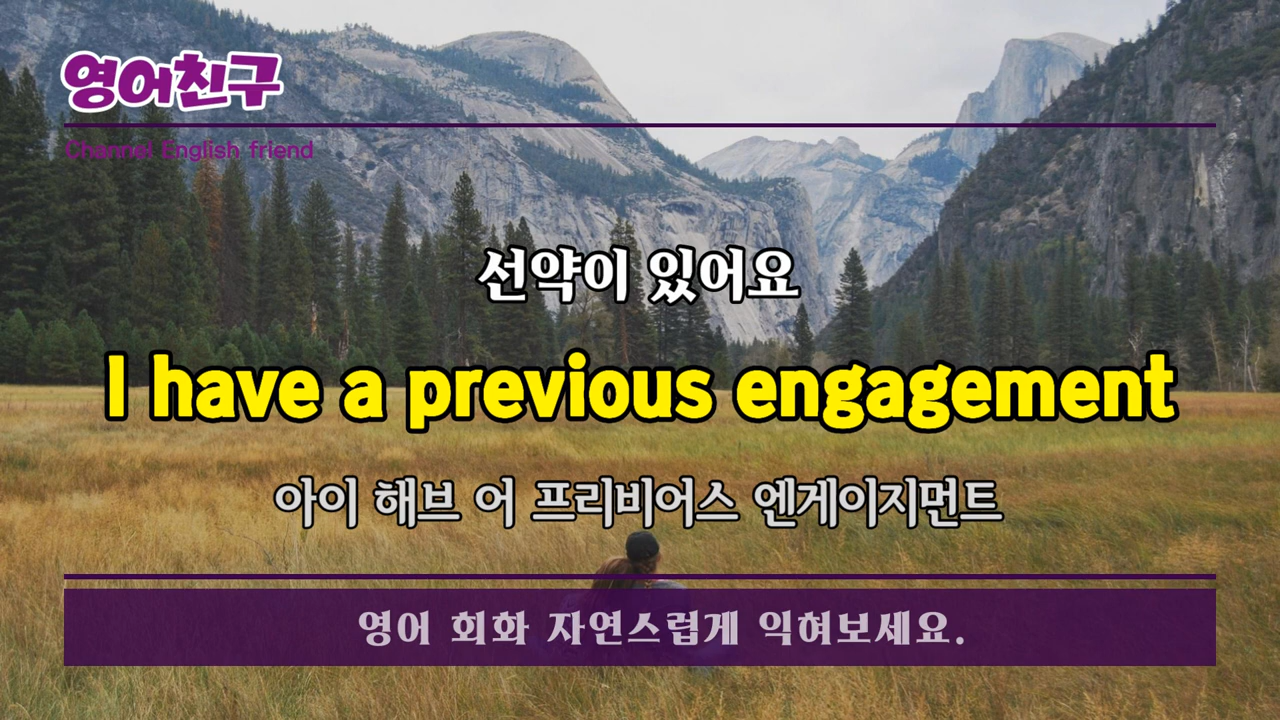 영어친구
Channel English friend
선약이 있어요
I have a previous engagement
아이 해브 어 프리비어스 엔게이지먼트
영어 회화 자연스럽게 익혀보세요.